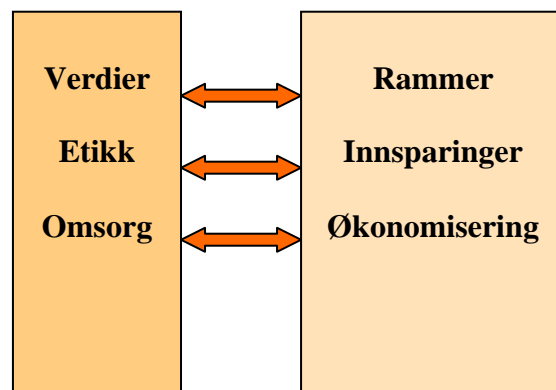 Verdier
Etikk
Omsorg
Rammer
Innsparinger
Økonomisering